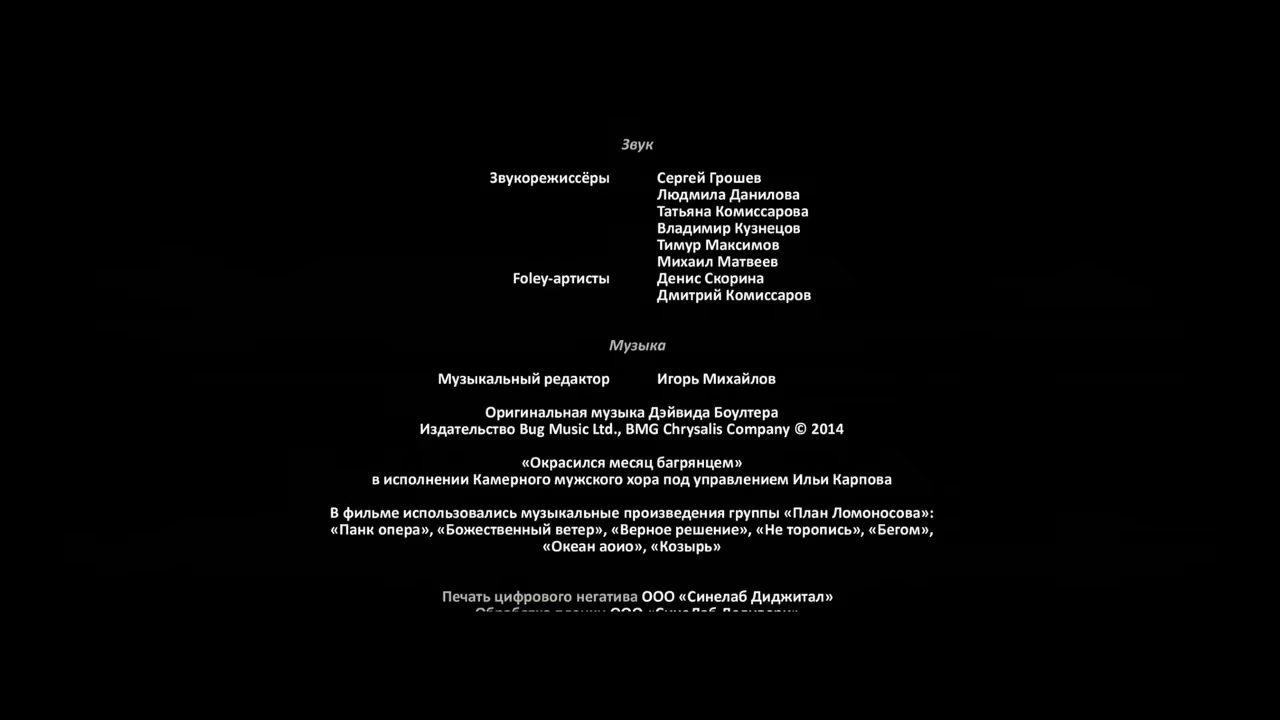 Звук
Звукорежиссёры Сергей Грошев
Людмила Данилова
Татьяна Комиссарова
Владимир Кузнецов
Тимур Максимов
Михаил Матвеев
Foley-артисты Денис Скорина
Дмитрий Комиссаров
Музыка
Музыкальный редактор Игорь Михайлов
Оригинальная музыка Дэйвида Боултера
Издательство Bug Music Ltd., BMG Chrysalis Company © 2014
«Окрасился месяц багрянцем»
в исполнении Камерного мужского хора под управлением Ильи Карпова
В фильме использовались музыкальные произведения группы «План Ломоносова»:
«Панк опера», «Божественный ветер», «Верное решение», «Не торопись», «Бегом»,
«Океан аоио», «Козырь»
Печать цифрового негатива ООО «Синелаб Диджитал»